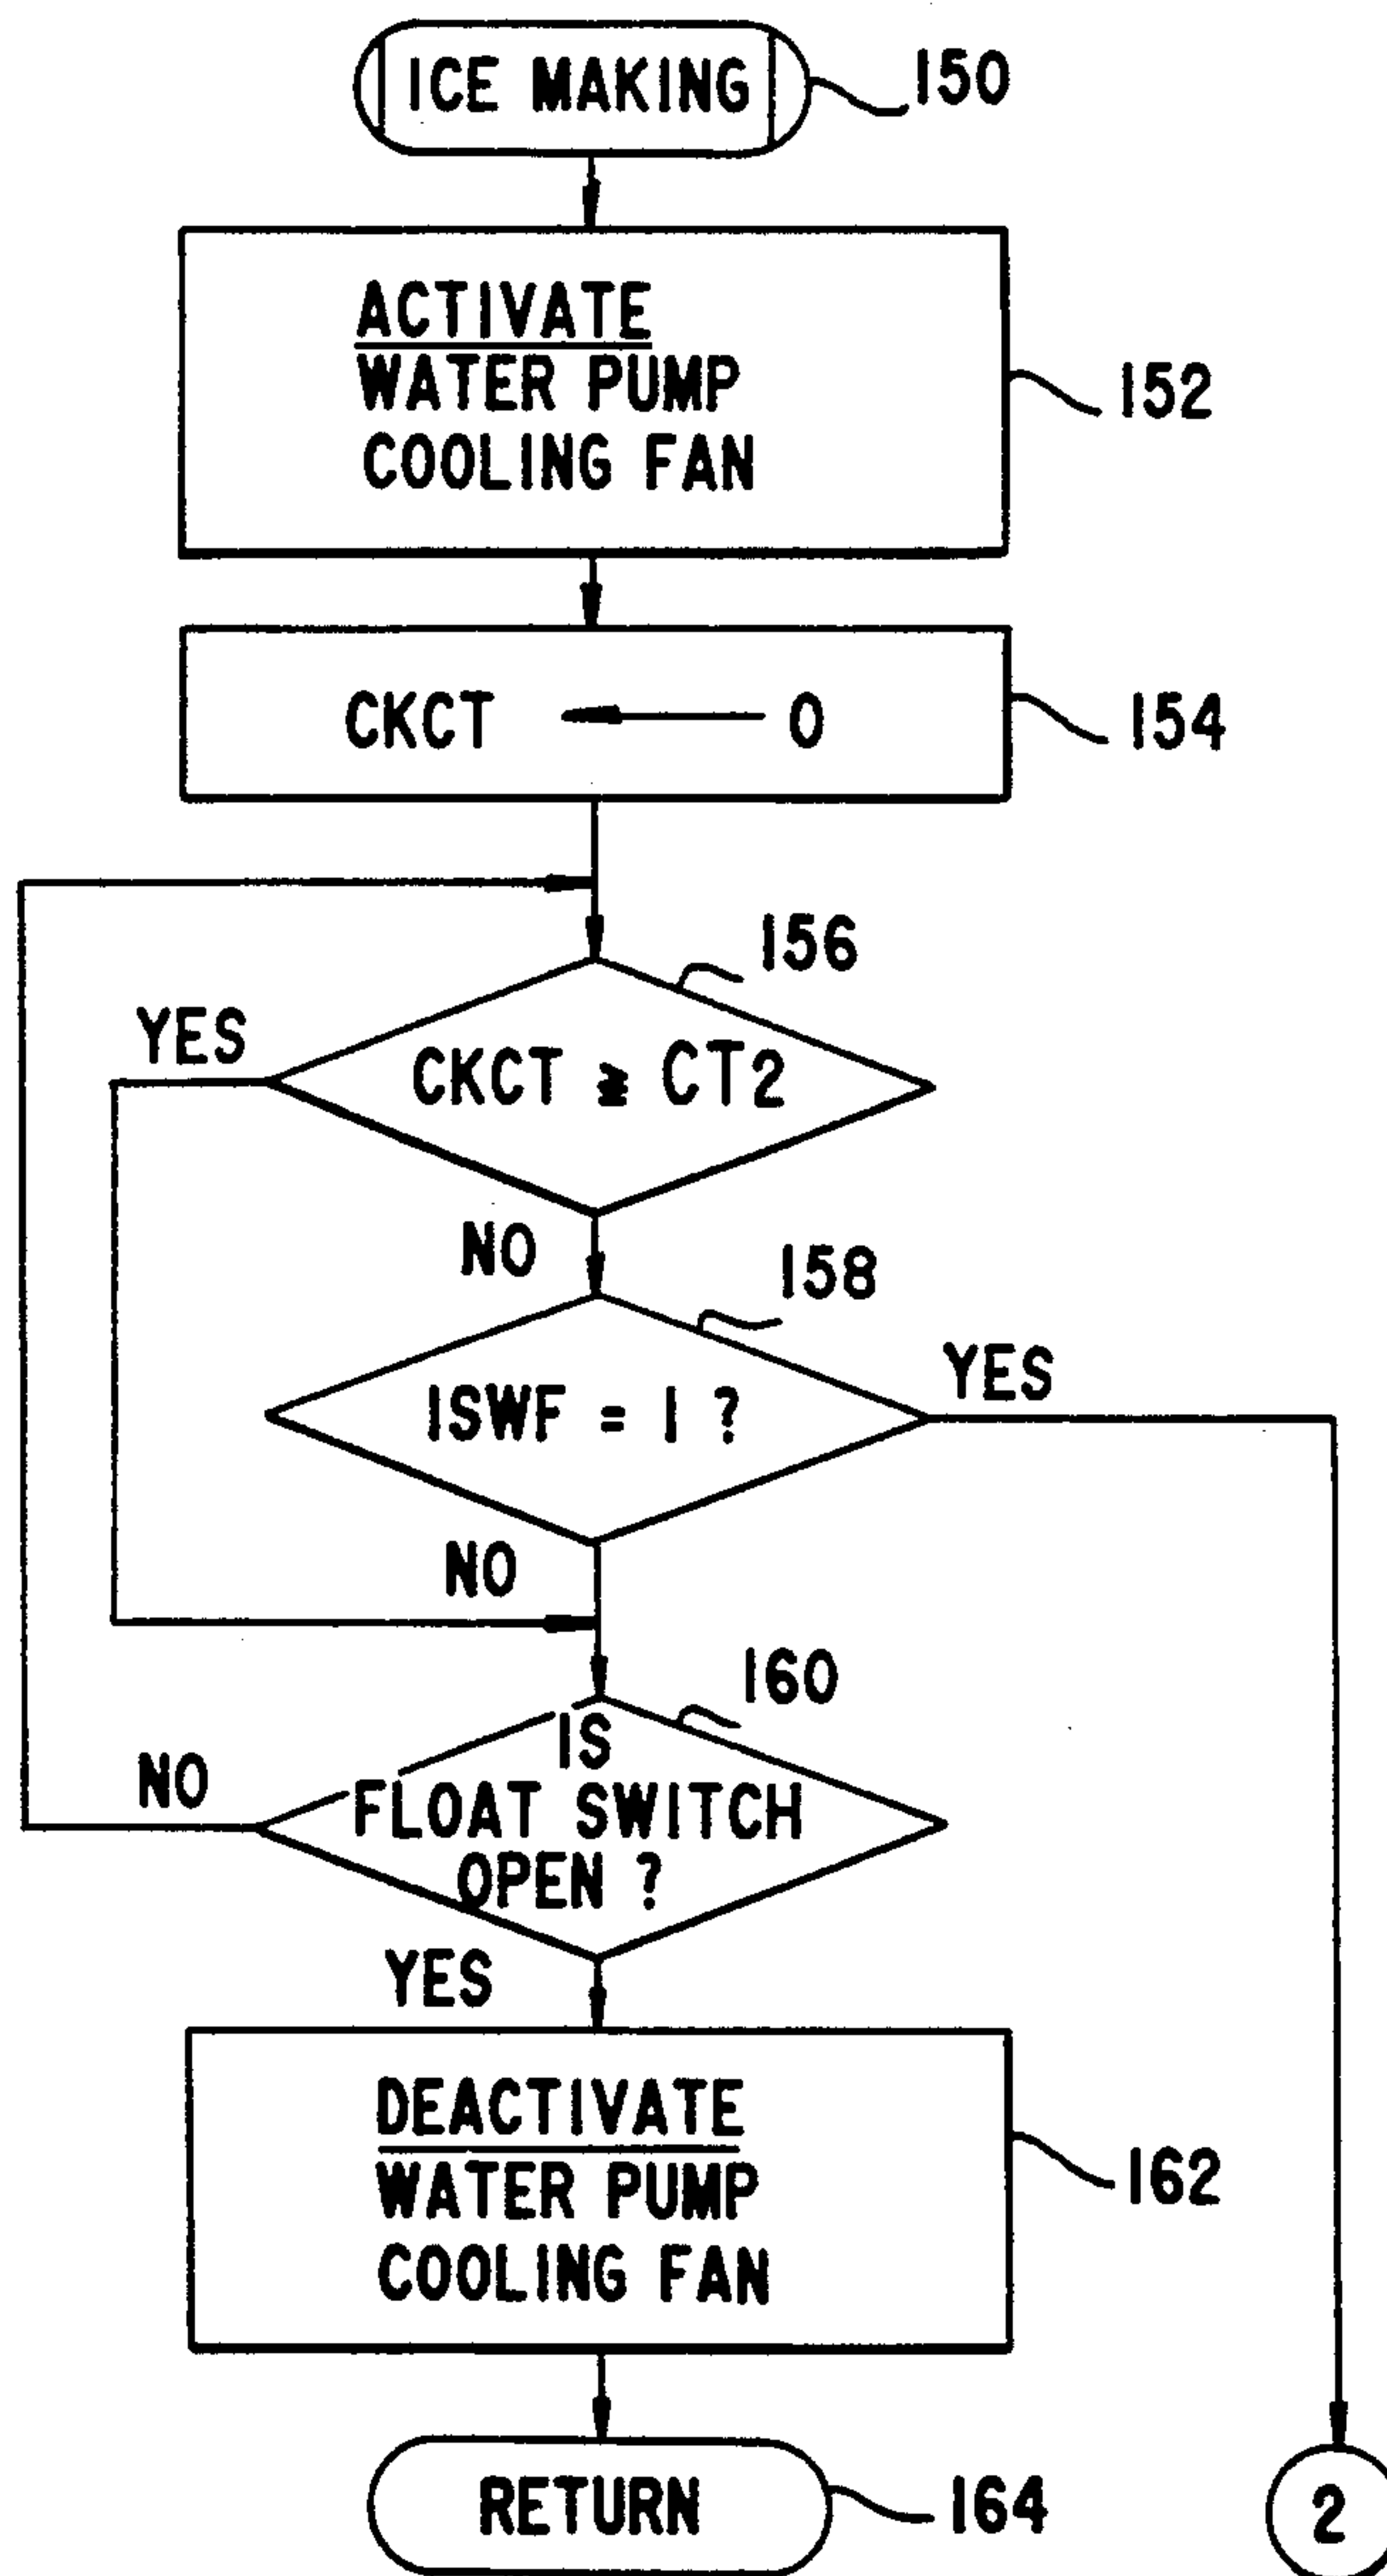 ICE MAKING
150
ACTIVATE
WATER PUMP
COOLING FAN
152
CKCT ← 0
154
156
YES
CKCT ≧ CT2
NO
158
ISWF = 1 ?
YES
NO
160
IS
FLOAT SWITCH
OPEN ?
NO
YES
DEACTIVATE
WATER PUMP
COOLING FAN
162
RETURN
164
2